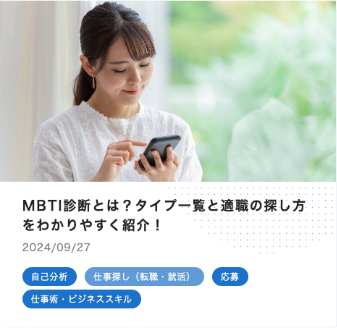 MBTI診断とは？タイプ一覧と適職の探し方
をわかりやすく紹介！
2024/09/27
自己分析 仕事探し（転職・就活） 応募
仕事術・ビジネススキル